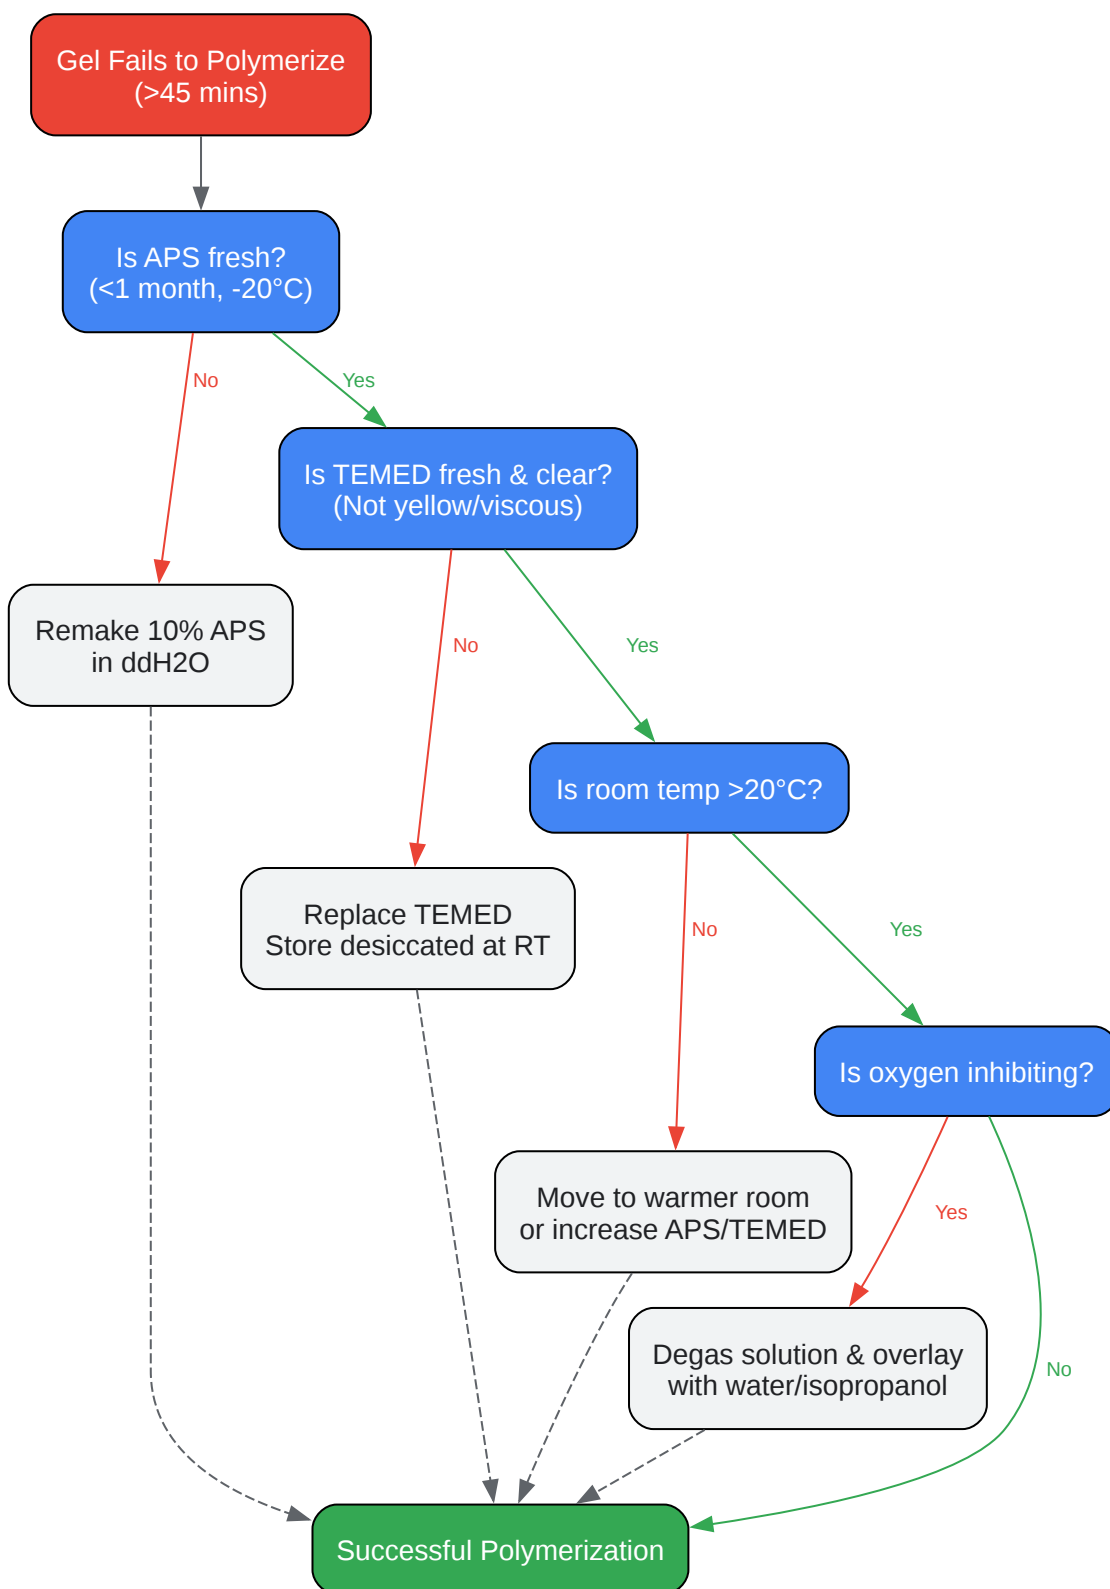 Gel Fails to Polymerize
(>45 mins)
Is APS fresh?
(<1 month, -20°C)
No
Yes
Is TEMED fresh & clear?
(Not yellow/viscous)
Remake 10% APS
in ddH2O
No
Yes
Is room temp >20°C?
Replace TEMED
Store desiccated at RT
No
Yes
Is oxygen inhibiting?
Move to warmer room
or increase APS/TEMED
Yes
Degas solution & overlay
with water/isopropanol
No
Successful Polymerization